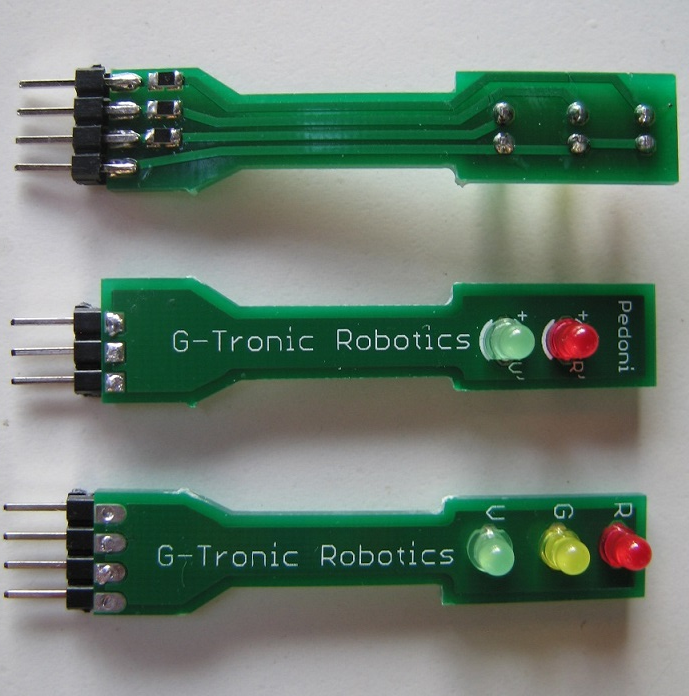 G-Tronic Robotics
+ +
V R
Pedoni
G-Tronic Robotics
V G R